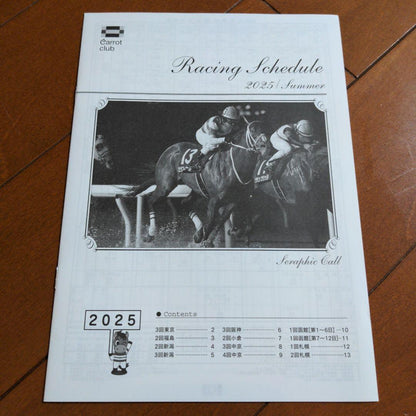 Carrot
club
Racing Schedule
2025 / Summer
Seraphic Call
● Contents
2025
3回東京 2 3回阪神 6 1回函館[第1〜6日] 10
2回福島 3 2回小倉 7 1回函館[第7〜12日] 11
2回新潟 4 3回中京 8 1回札幌 12
3回新潟 5 4回中京 9 2回札幌 13